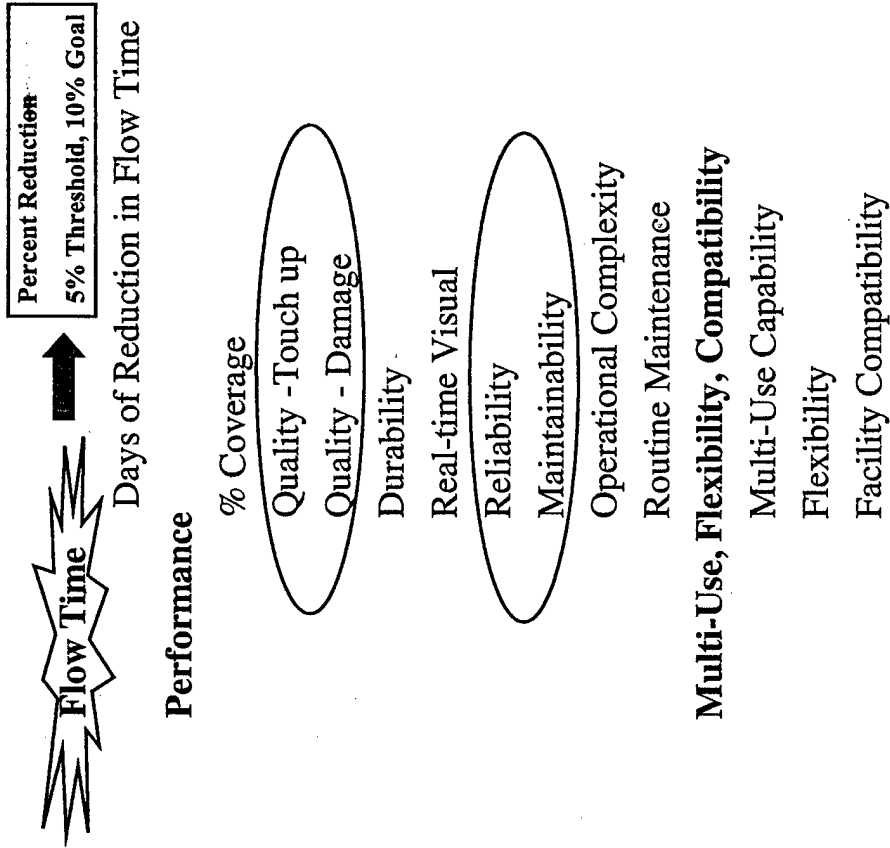 Flow Time
Percent Reduction
5% Threshold, 10% Goal
Days of Reduction in Flow Time
Performance
% Coverage
Quality -Touch up
Quality - Damage
Durability
Real-time Visual
Reliability
Maintainability
Operational Complexity
Routine Maintenance
Multi-Use, Flexibility, Compatibility
Multi-Use Capability
Flexibility
Facility Compatibility